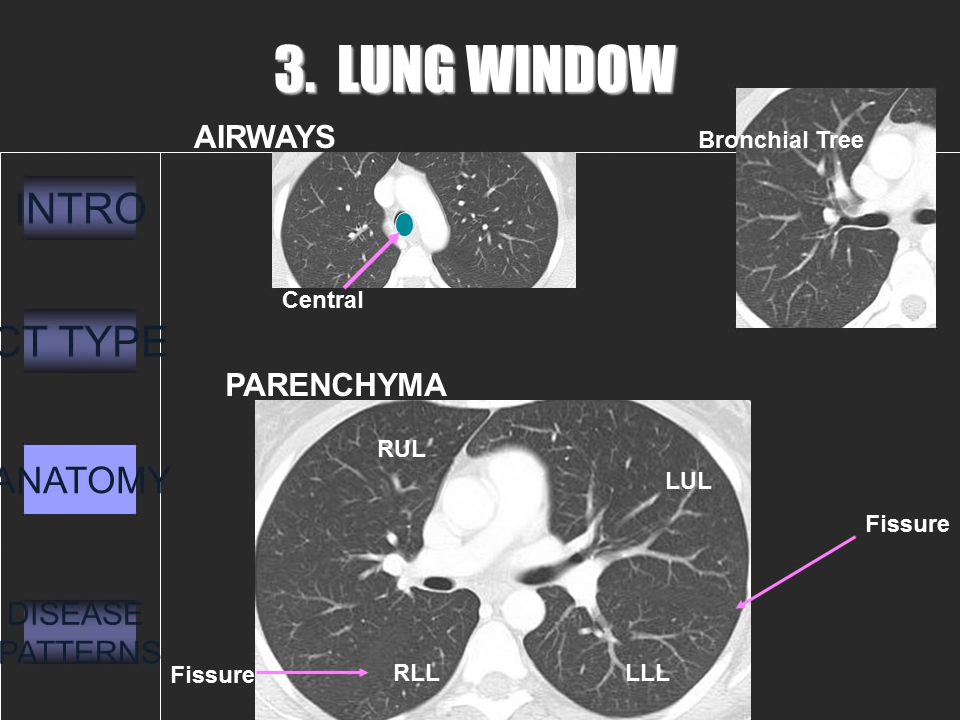 3. LUNG WINDOW
AIRWAYS
Bronchial Tree
INTRO
Central
CT TYPE
PARENCHYMA
RUL
LUL
ANATOMY
Fissure
DISEASE
PATTERNS
Fissure
RLL
LLL